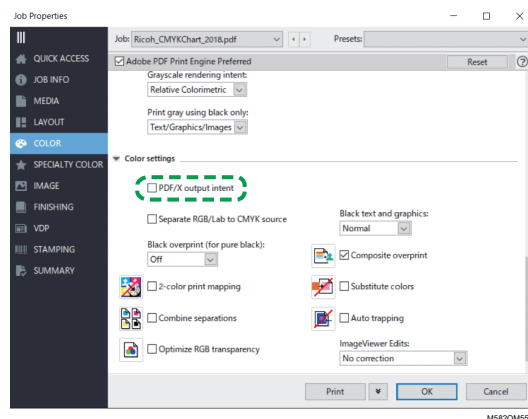 Job Properties
Job: Ricoh_CMYKChart_2018.pdf
Presets:
QUICK ACCESS
JOB INFO
MEDIA
LAYOUT
COLOR
SPECIALTY COLOR
IMAGE
FINISHING
VDP
STAMPING
SUMMARY
Adobe PDF Print Engine Preferred
Reset
Grayscale rendering intent:
Relative Colorimetric
Print gray using black only:
Text/Graphics/Images
Color settings
PDF/X output intent
Separate RGB/Lab to CMYK source
Black text and graphics:
Normal
Black overprint (for pure black):
Off
Composite overprint
2-color print mapping
Substitute colors
Combine separations
Auto trapping
Optimize RGB transparency
ImageViewer Edits:
No correction
Print
OK
Cancel